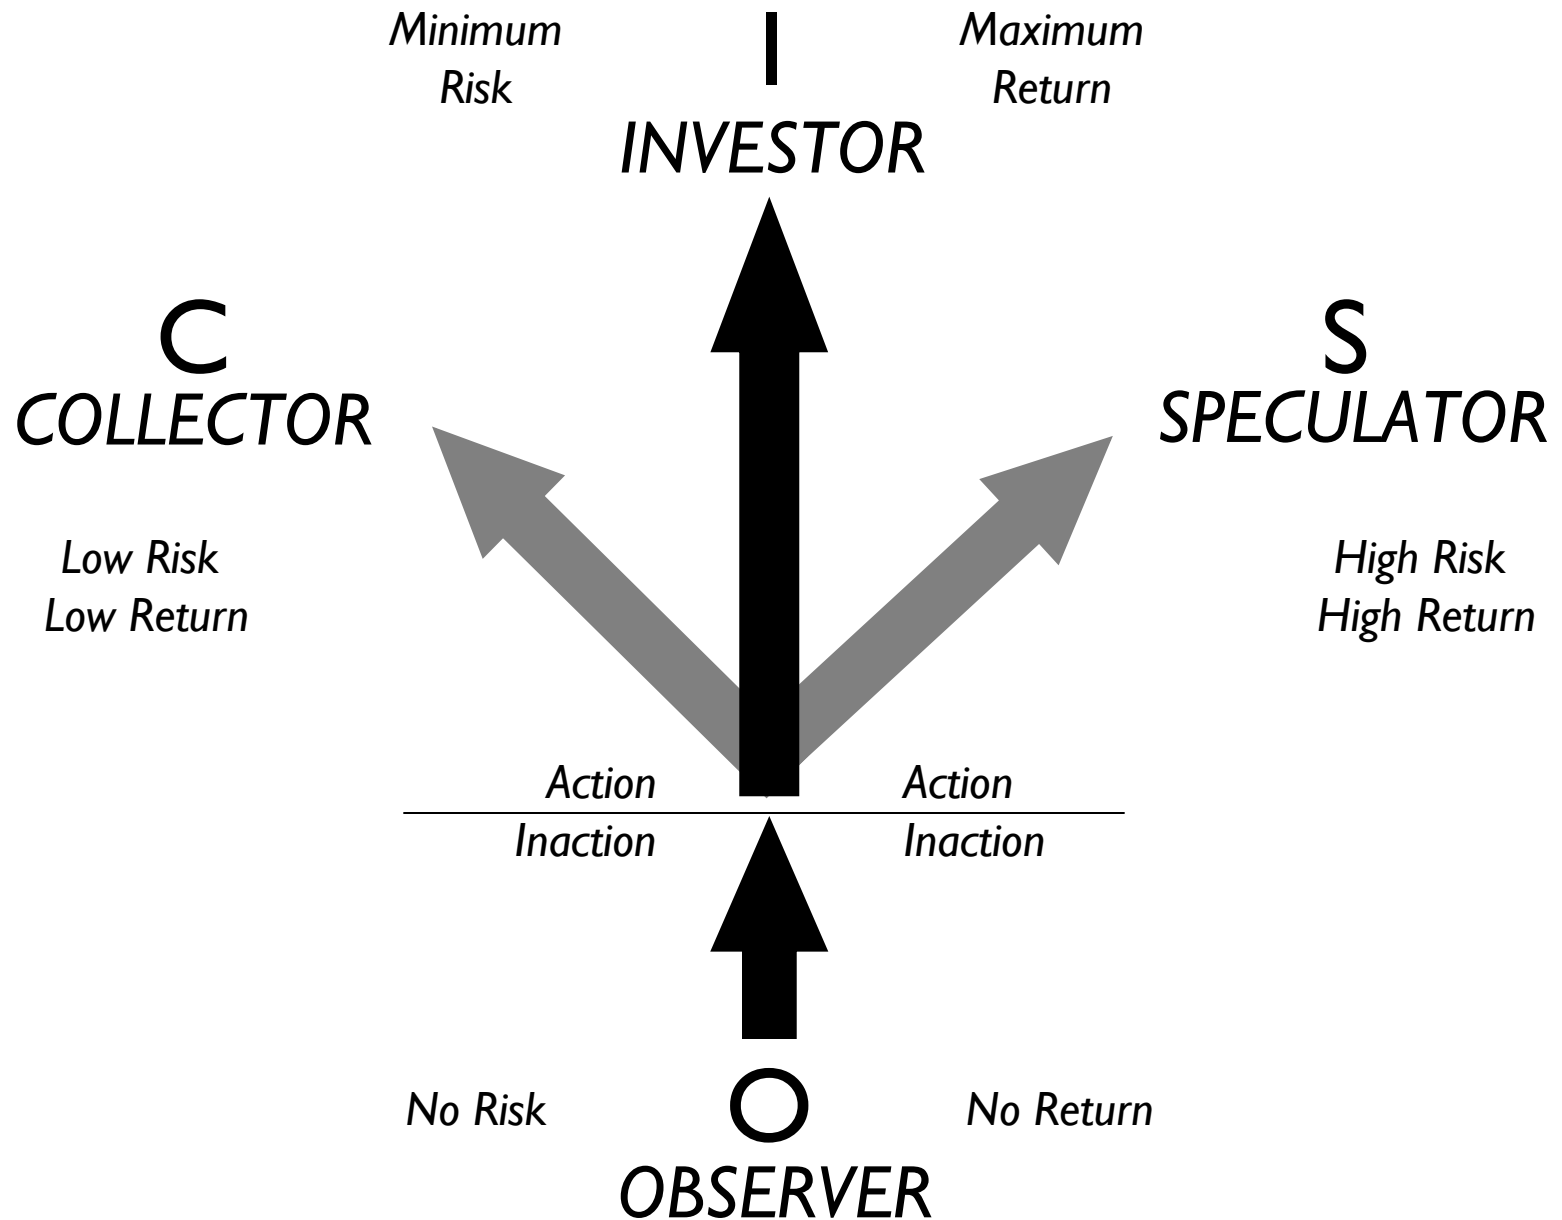 Minimum
Risk
I
Maximum
Return
INVESTOR
C
COLLECTOR
S
SPECULATOR
Low Risk
Low Return
High Risk
High Return
Action
Inaction
Action
Inaction
No Risk
O
No Return
OBSERVER